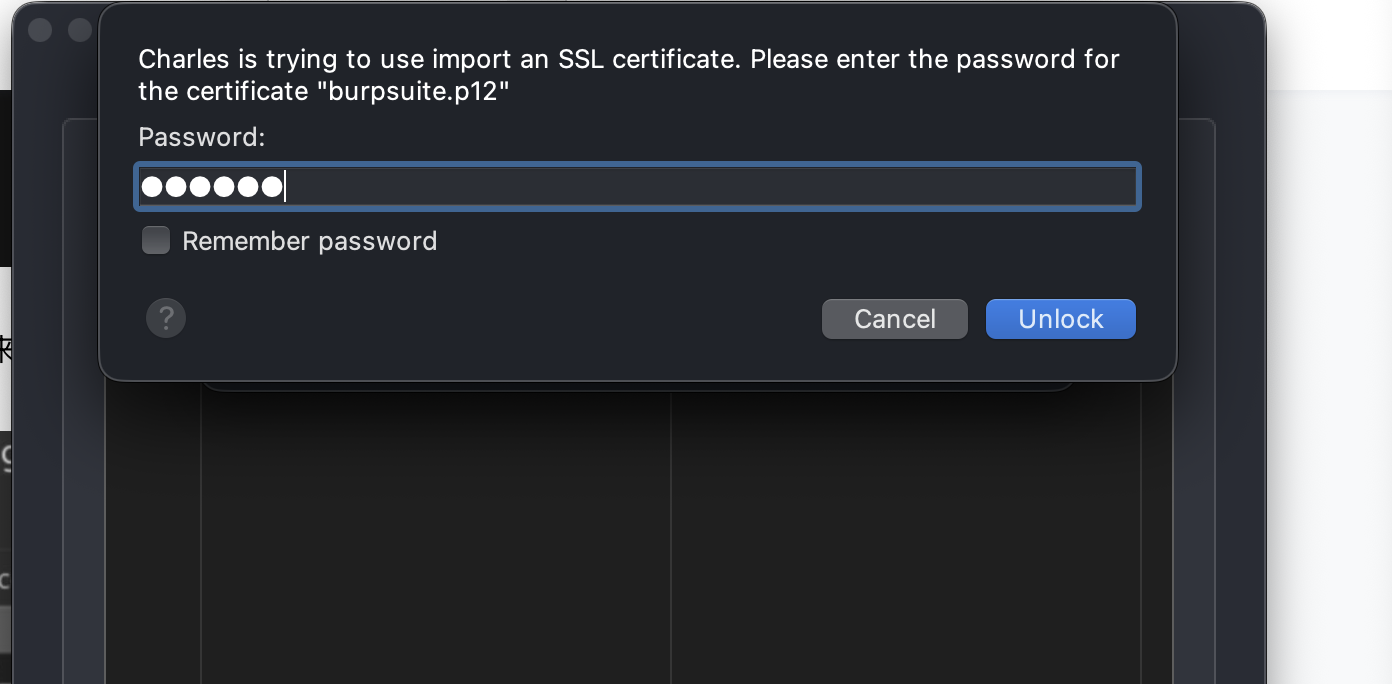 Charles is trying to use import an SSL certificate. Please enter the password for
the certificate "burpsuite.p12"
Password:
●●●●●●
Remember password
?
Cancel
Unlock